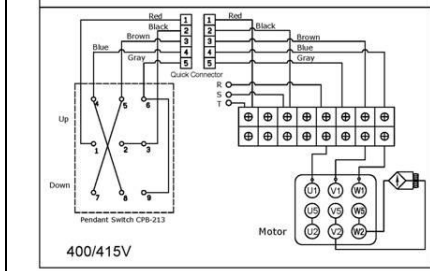 Red
Black
Brown
Blue
Gray
1
2
3
4
5
1
2
3
4
5
Red
Black
Brown
Blue
Gray
Quick Connector
R
S
T
Up
4
5
6
1
2
3
Down
7
8
9
Pendant Switch CPB-213
U1
V1
W1
U5
V5
W5
U2
V2
W2
Motor
400/415V